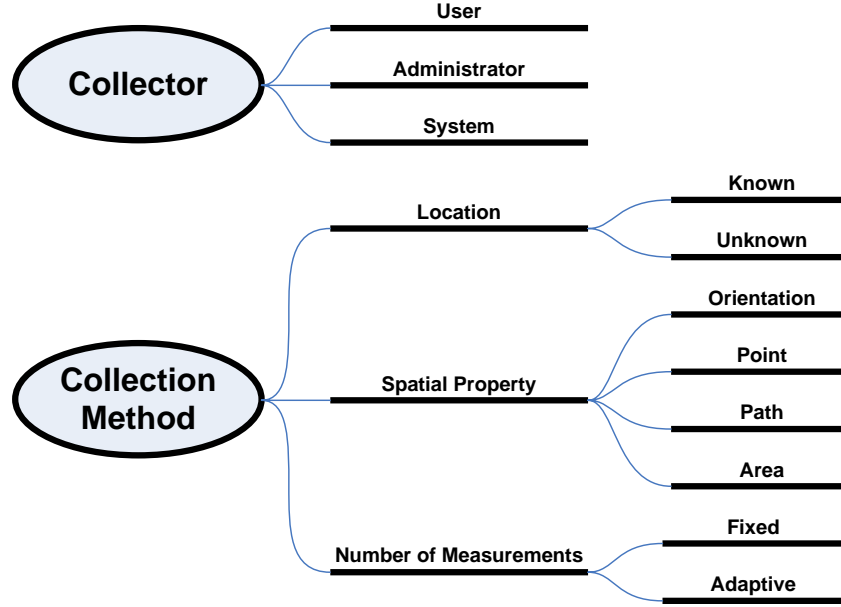 Collector
User
Administrator
System
Collection
Method
Location
Known
Unknown
Spatial Property
Orientation
Point
Path
Area
Number of Measurements
Fixed
Adaptive